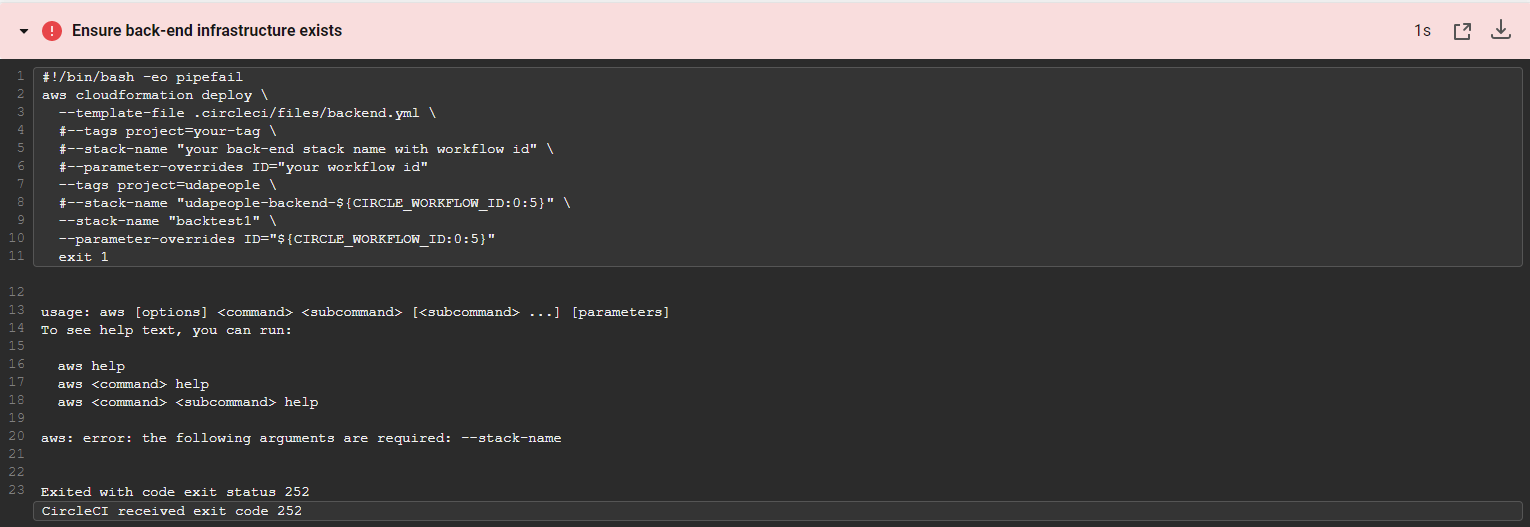 Ensure back-end infrastructure exists 1s
1 #!/bin/bash -eo pipefail
2 aws cloudformation deploy \
3   --template-file .circleci/files/backend.yml \
4   #--tags project=your-tag \
5   #--stack-name "your back-end stack name with workflow id" \
6   #--parameter-overrides ID="your workflow id"
7   --tags project=udapeople \
8   #--stack-name "udapeople-backend-${CIRCLE_WORKFLOW_ID:0:5}" \
9   --stack-name "backtest1" \
10   --parameter-overrides ID="${CIRCLE_WORKFLOW_ID:0:5}"
11   exit 1
12
13 usage: aws [options] <command> <subcommand> [<subcommand> ...] [parameters]
14 To see help text, you can run:
15
16   aws help
17   aws <command> help
18   aws <command> <subcommand> help
19
20 aws: error: the following arguments are required: --stack-name
21
22
23 Exited with code exit status 252
CircleCI received exit code 252